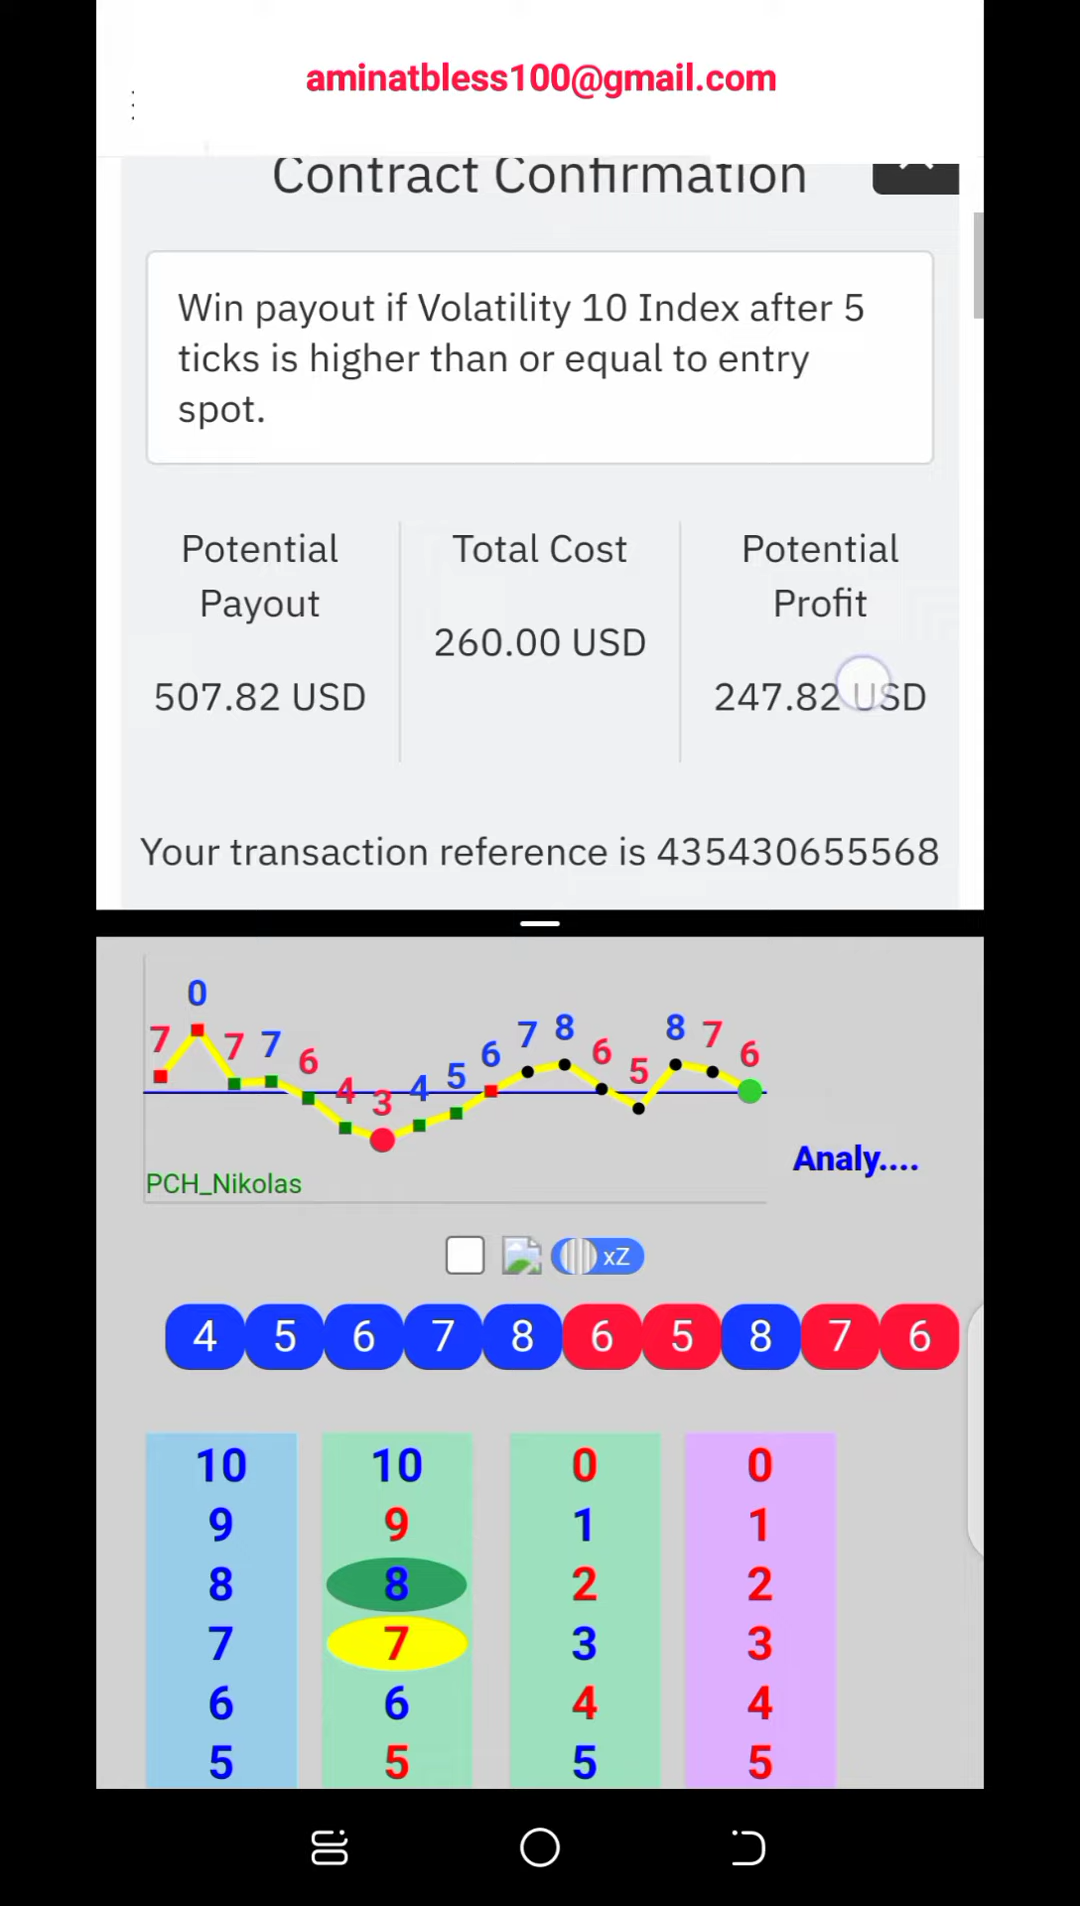 aminatbless100@gmail.com
Contract Confirmation
Win payout if Volatility 10 Index after 5
ticks is higher than or equal to entry
spot.
Potential
Payout
507.82 USD
Total Cost
260.00 USD
Potential
Profit
247.82 USD
Your transaction reference is 435430655568
7 0 7 7 6 4 3 4 5 6 7 8 6 5 8 7 6
Analy....
PCH_Nikolas
xZ
4 5 6 7 8 6 5 8 7 6
10 10 0 0
9 9 1 1
8 8 2 2
7 7 3 3
6 6 4 4
5 5 5 5